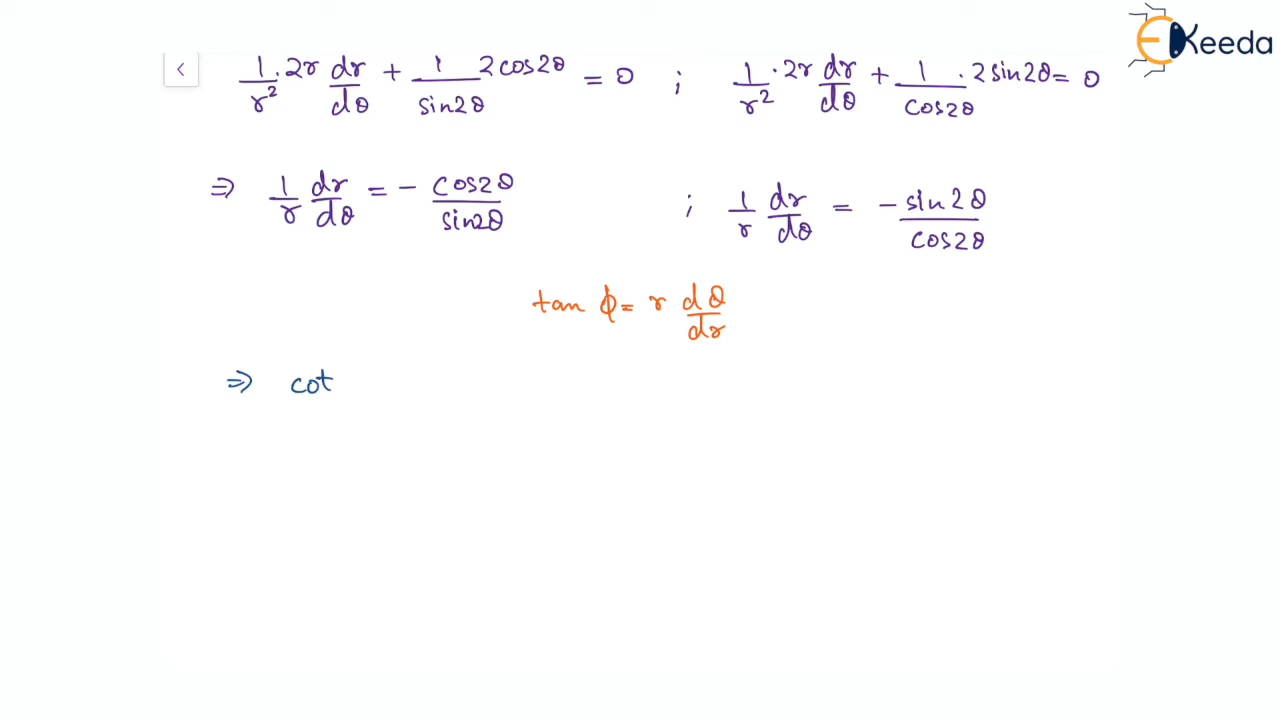 EKeeda
1/r² · 2r dr/dθ + 1/sin2θ 2cos2θ = 0 ; 1/r² · 2r dr/dθ + 1/cos2θ · 2sin2θ = 0
⇒ 1/r dr/dθ = - cos2θ/sin2θ ; 1/r dr/dθ = -sin2θ/cos2θ
tan ϕ = r dθ/dr
⇒ cot